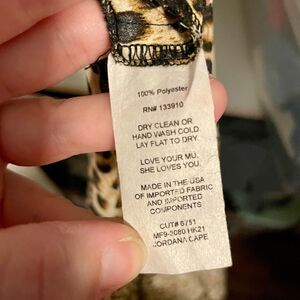 100% Polyester
RN# 133910
DRY CLEAN OR
HAND WASH COLD.
LAY FLAT TO DRY.
LOVE YOUR MU.
SHE LOVES YOU.
MADE IN THE USA
OF IMPORTED FABRIC
AND IMPORTED
COMPONENTS
CUT# 6751
MF9-3080 HK21
JORDANA CAPE